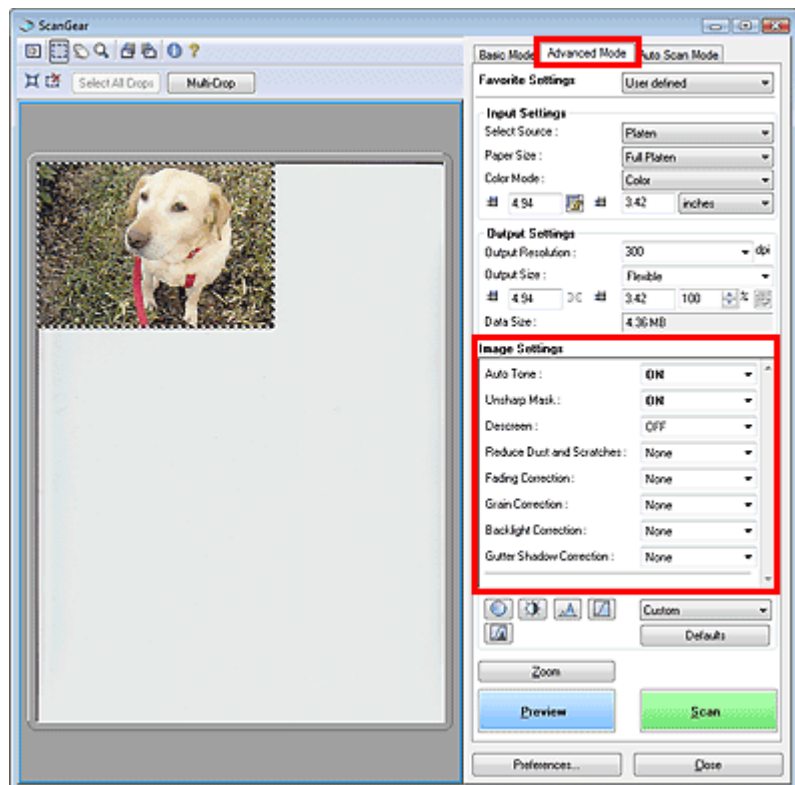 ScanGear
Basic Mode Advanced Mode Auto Scan Mode
Select All Crops Multi-Crop
Favorite Settings User defined
Input Settings
Select Source : Platen
Paper Size : Full Platen
Color Mode : Color
4.94 3.42 inches
Output Settings
Output Resolution : 300 dpi
Output Size : Flexible
4.94 3.42 100 %
Data Size : 4.36 MB
Image Settings
Auto Tone : ON
Unsharp Mask : ON
Descreen : OFF
Reduce Dust and Scratches : None
Fading Correction : None
Grain Correction : None
Backlight Correction : None
Gutter Shadow Correction : None
Custom
Defaults
Zoom
Preview Scan
Preferences... Close